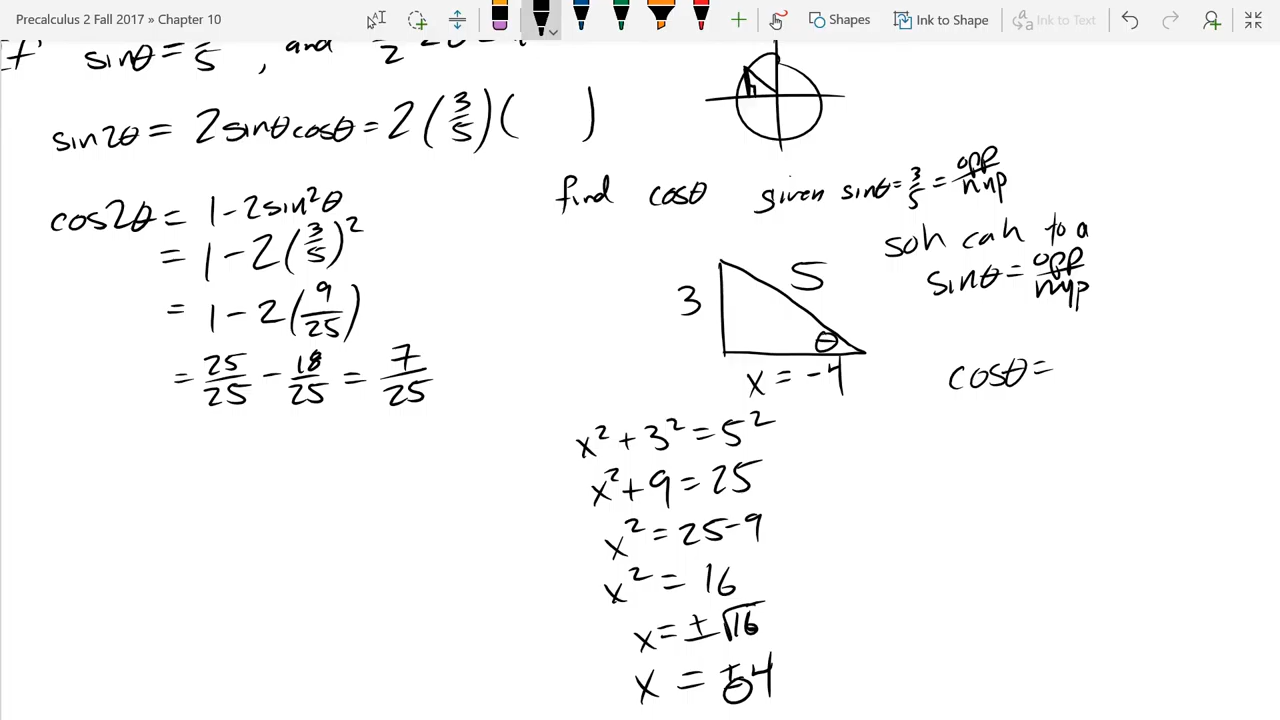 Precalculus 2 Fall 2017 » Chapter 10
Shapes
Ink to Shape
Ink to Text
sinθ = 3/5, and
sin2θ = 2sinθcosθ = 2(3/5)( )
cos2θ = 1-2sin²θ
= 1-2(3/5)²
= 1-2(9/25)
= 25/25 - 18/25 = 7/25
find cosθ given sinθ = 3/5 = opp/hyp
soh cah toa
sinθ = opp/hyp
3
5
θ
x = -4
cosθ =
x² + 3² = 5²
x² + 9 = 25
x² = 25-9
x² = 16
x = ±√16
x = ±4